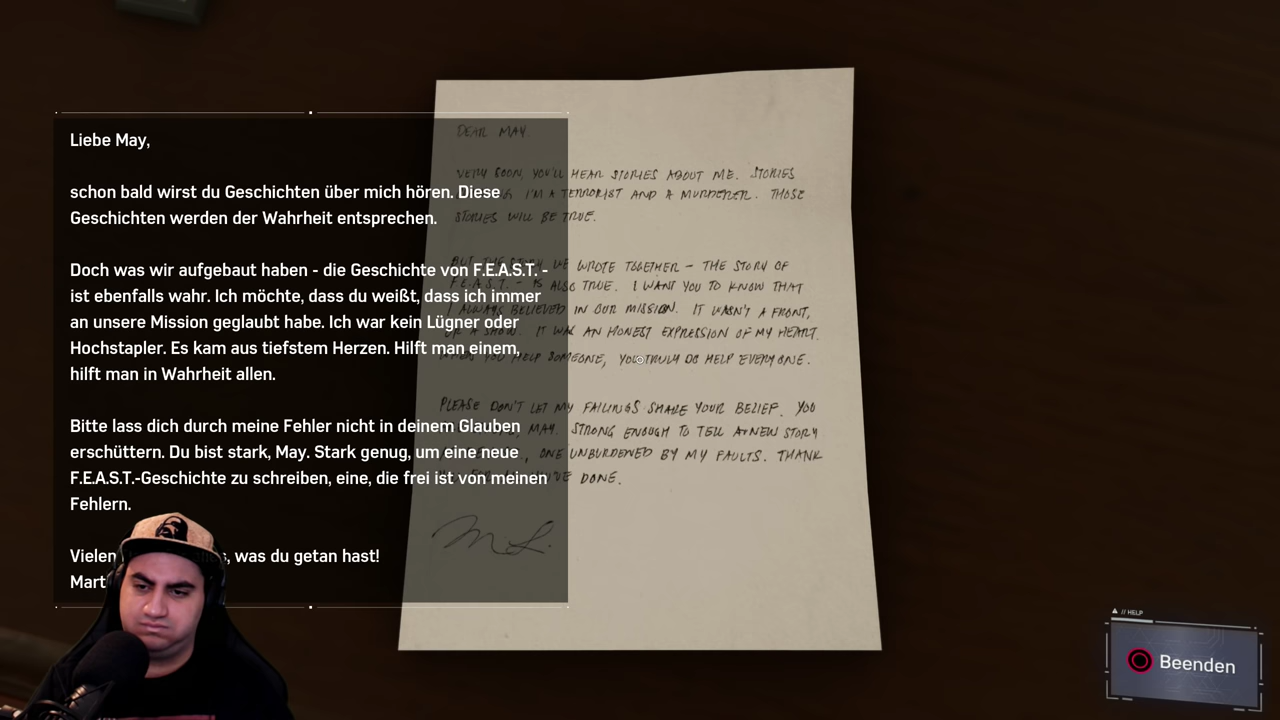 Liebe May,
schon bald wirst du Geschichten über mich hören. Diese
Geschichten werden der Wahrheit entsprechen.
Doch was wir aufgebaut haben - die Geschichte von F.E.A.S.T. -
ist ebenfalls wahr. Ich möchte, dass du weißt, dass ich immer
an unsere Mission geglaubt habe. Ich war kein Lügner oder
Hochstapler. Es kam aus tiefstem Herzen. Hilft man einem,
hilft man in Wahrheit allen.
Bitte lass dich durch meine Fehler nicht in deinem Glauben
erschüttern. Du bist stark, May. Stark genug, um eine neue
F.E.A.S.T.-Geschichte zu schreiben, eine, die frei ist von meinen
Fehlern.
Vielen was du getan hast!
DEAR MAY
VERY SOON, YOU'LL HEAR STORIES ABOUT ME. STORIES
I'M A TERRORIST AND A MURDERER. THOSE
STORIES WILL BE TRUE.
BUT THE STORY WE WROTE TOGETHER - THE STORY OF
F.E.A.S.T. - IS ALSO TRUE. I WANT YOU TO KNOW THAT
I ALWAYS BELIEVED IN OUR MISSION. IT WASN'T A FRONT,
OR A SHOW. IT WAS AN HONEST EXPRESSION OF MY HEART.
WHEN YOU HELP SOMEONE, YOU TRULY DO HELP EVERYONE.
PLEASE DON'T LET MY FAILINGS SHAKE YOUR BELIEF. YOU
MAY. STRONG ENOUGH TO TELL A NEW STORY
ONE UNBURDENED BY MY FAULTS. THANK
DONE.
// HELP
Beenden